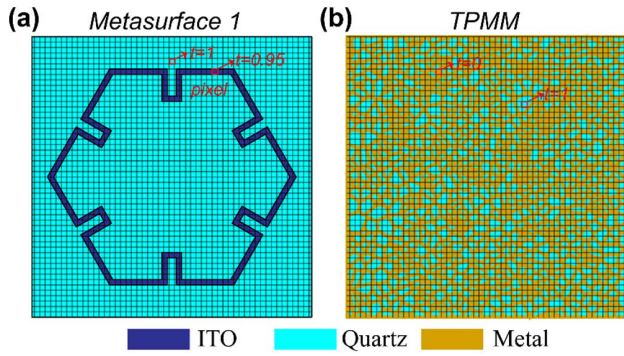 (a) Metasurface 1
t=1
t=0.95
pixel
(b) TPMM
t=0
t=1
ITO Quartz Metal